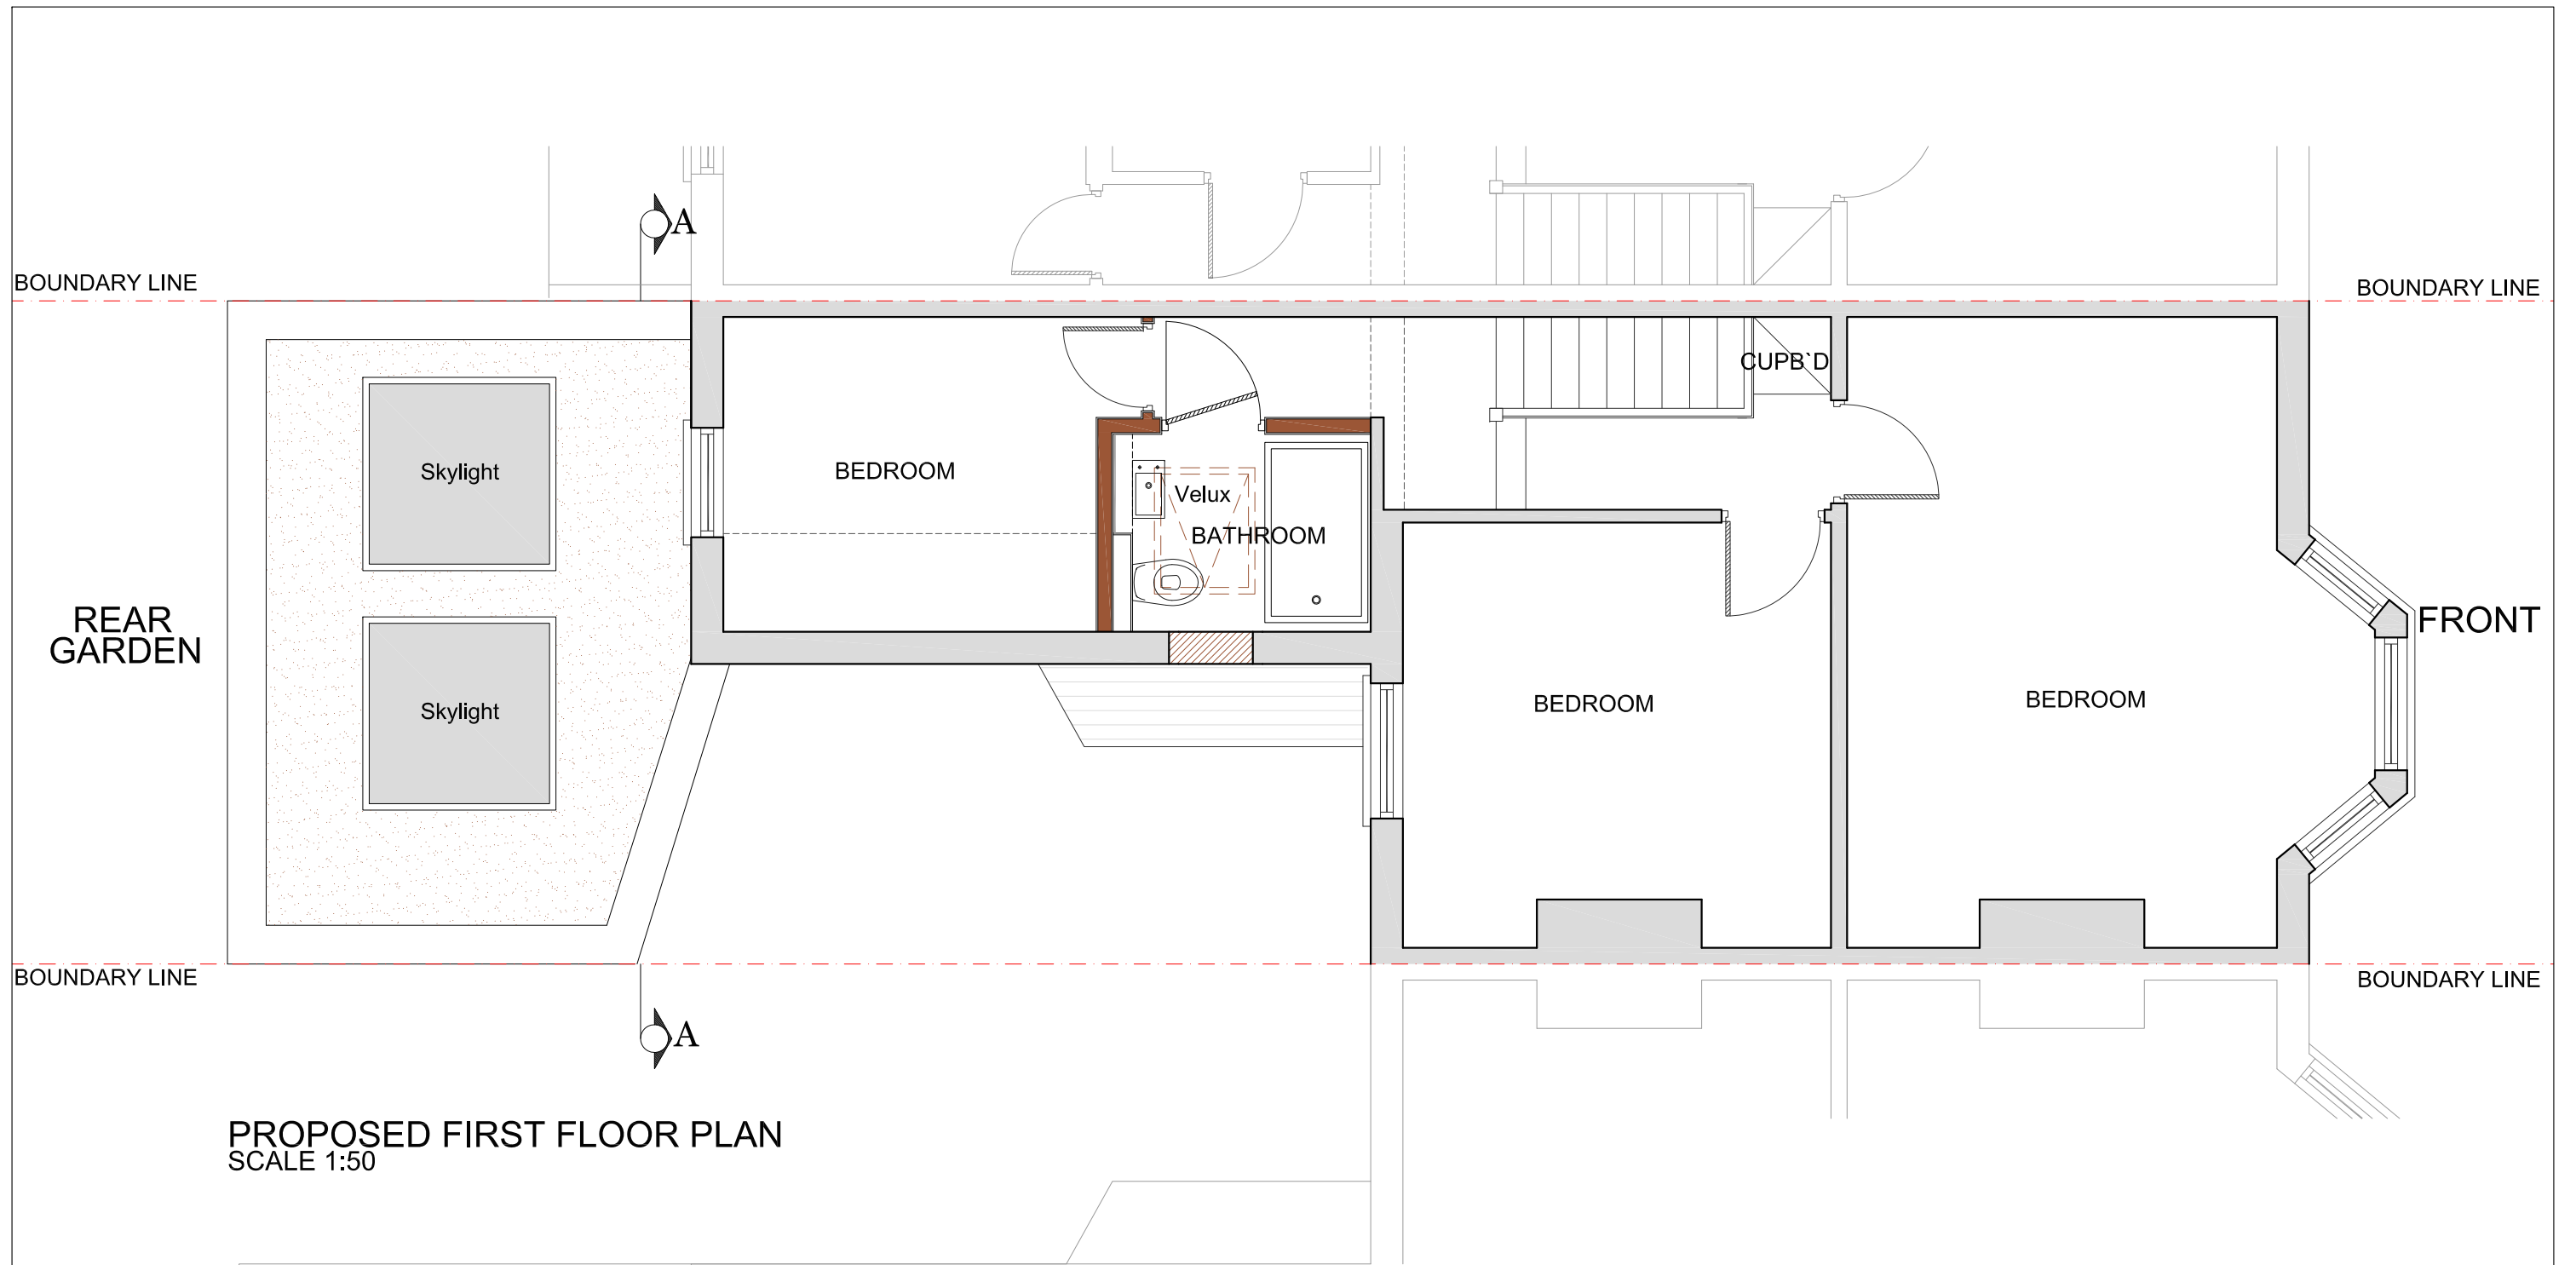 A
BOUNDARY LINE
BOUNDARY LINE
CUPB`D
Skylight
BEDROOM
Velux
BATHROOM
REAR
GARDEN
FRONT
Skylight
BEDROOM
BEDROOM
BOUNDARY LINE
BOUNDARY LINE
A
PROPOSED FIRST FLOOR PLAN
SCALE 1:50